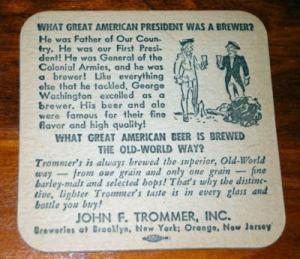 WHAT GREAT AMERICAN PRESIDENT WAS A BREWER?
He was Father of Our Coun-
try. He was our First Presi-
dent! He was General of the
Colonial Armies, and he was
a brewer! Like everything
else that he tackled, George
Washington excelled as a
brewer. His beer and ale
were famous for their fine
flavor and high quality!
WHAT GREAT AMERICAN BEER IS BREWED
THE OLD-WORLD WAY?
Trommer's is always brewed the superior, Old-World
way — from one grain and only one grain — fine
barley-malt and selected hops! That's why the distinc-
tive, lighter Trommer's taste is in every glass and
bottle you buy!
JOHN F. TROMMER, INC.
Breweries at Brooklyn, New York; Orange, New Jersey